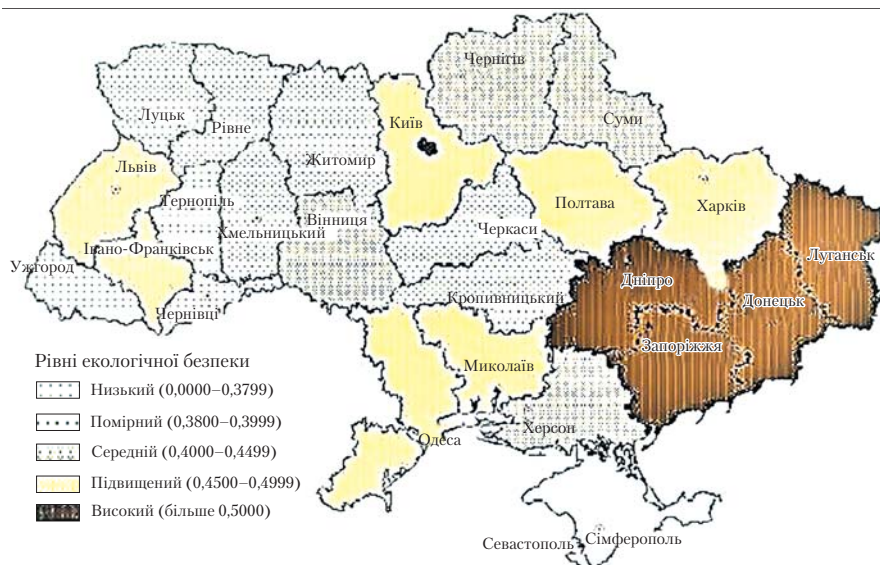 Чернігів
Суми
Луцьк
Рівне
Київ
Житомир
Львів
Тернопіль
Хмельницький
Вінниця
Черкаси
Полтава
Харків
Івано-Франківськ
Ужгород
Чернівці
Кропивницький
Дніпро
Луганськ
Донецьк
Запоріжжя
Миколаїв
Херсон
Одеса
Севастополь
Сімферополь
Рівні екологічної безпеки
Низький (0,0000–0,3799)
Помірний (0,3800–0,3999)
Середній (0,4000–0,4499)
Підвищений (0,4500–0,4999)
Високий (більше 0,5000)